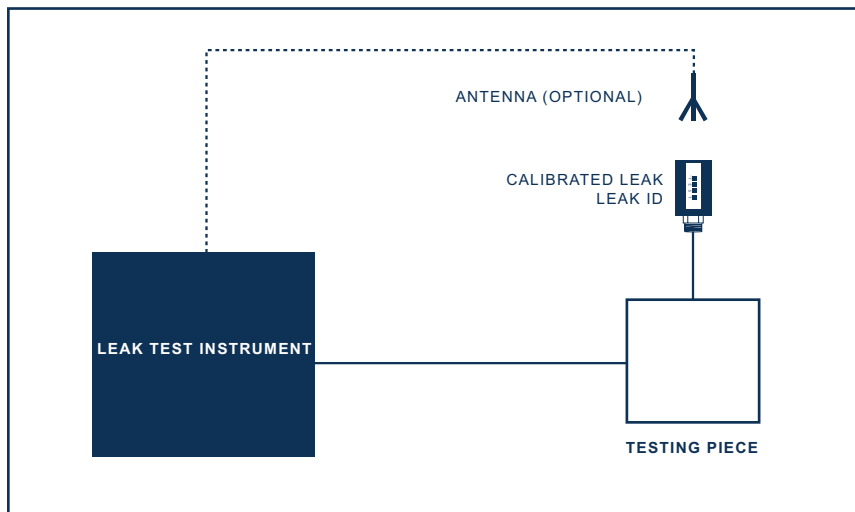 ANTENNA (OPTIONAL)
CALIBRATED LEAK
LEAK ID
LEAK TEST INSTRUMENT
TESTING PIECE